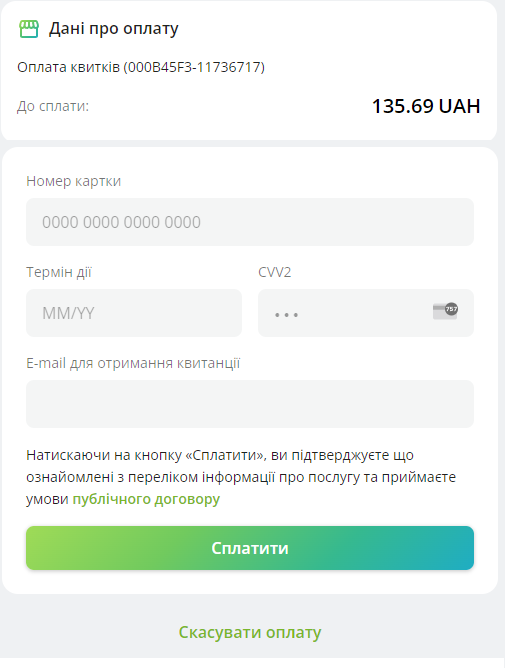 Дані про оплату
Оплата квитків (000B45F3-11736717)
До сплати:
135.69 UAH
Номер картки
0000 0000 0000 0000
Термін дії
CVV2
MM/YY
•••
757
E-mail для отримання квитанції
Натискаючи на кнопку «Сплатити», ви підтверджуєте що
ознайомлені з переліком інформації про послугу та приймаєте
умови публічного договору
Сплатити
Скасувати оплату